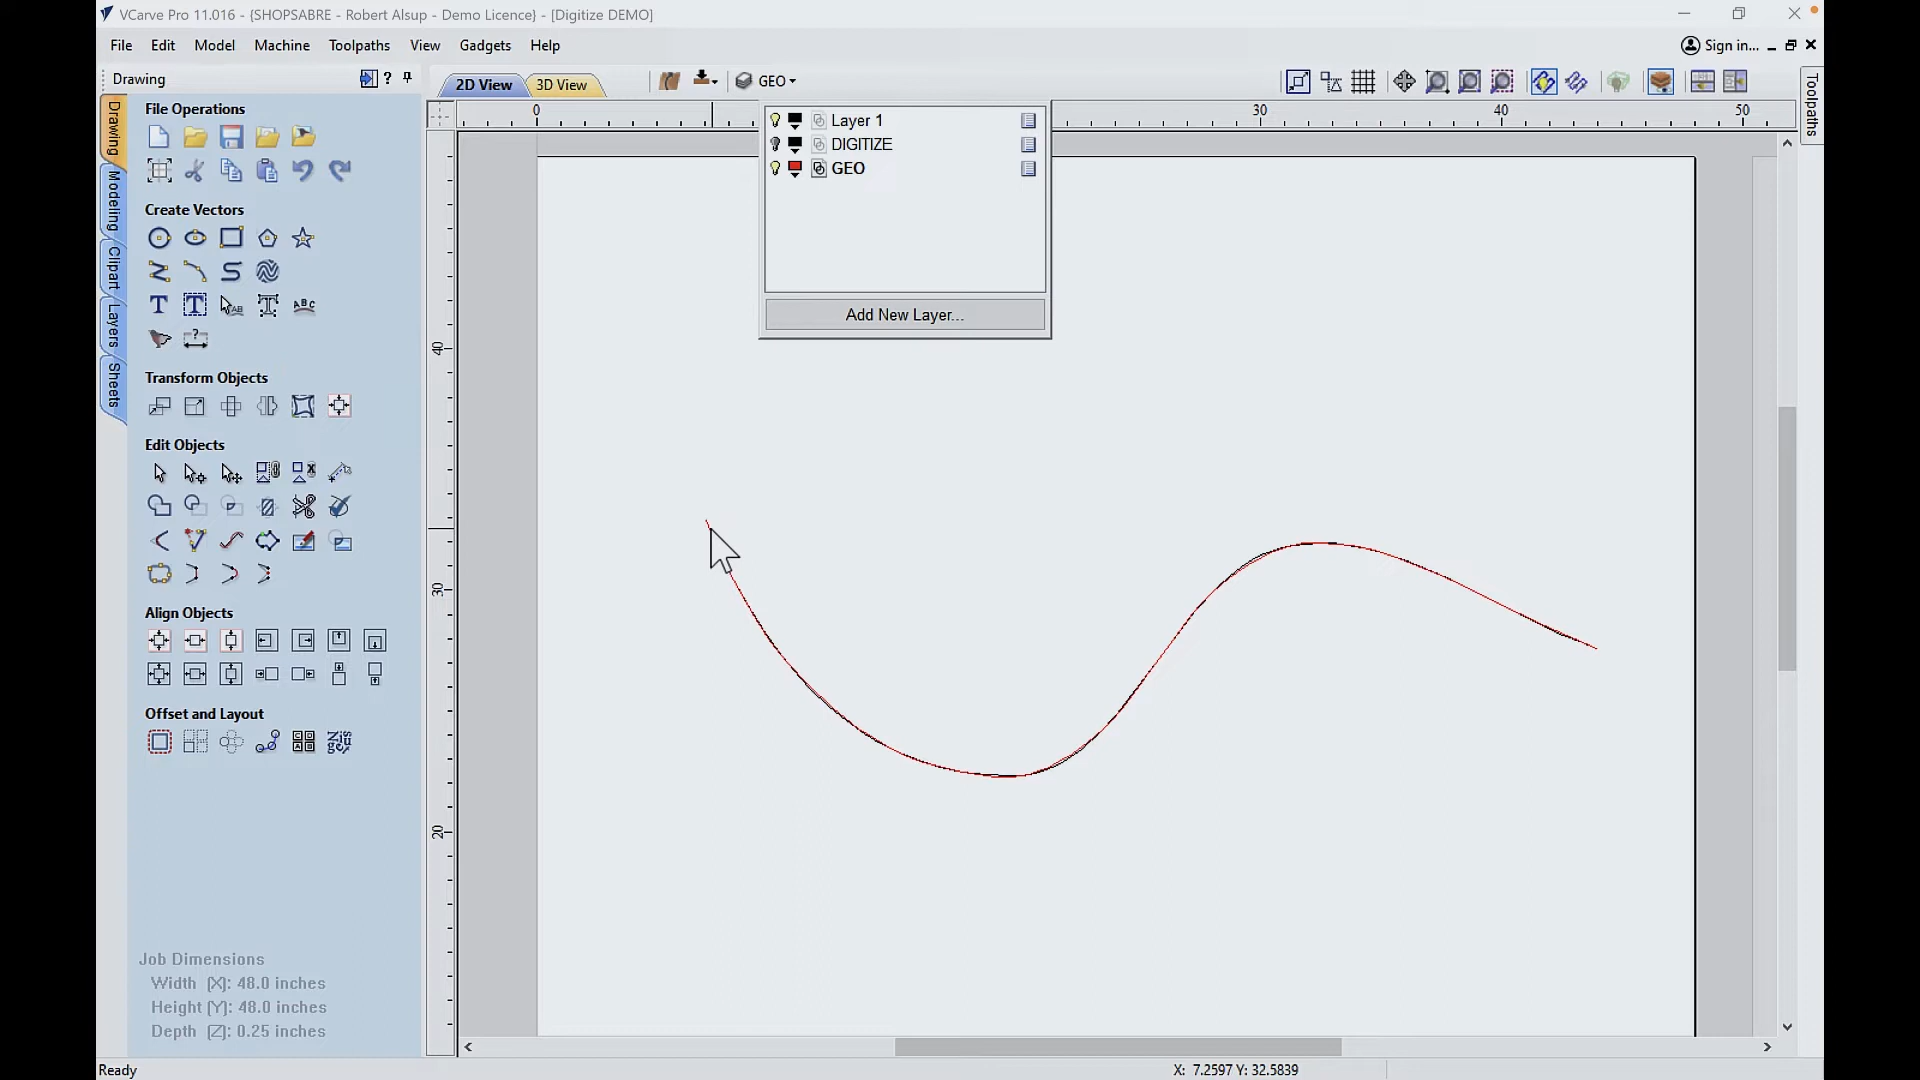 VCarve Pro 11.016 - {SHOPSABRE - Robert Alsup - Demo Licence} - [Digitize DEMO]
File Edit Model Machine Toolpaths View Gadgets Help
Sign in...
Drawing
2D View 3D View
GEO
File Operations
Create Vectors
Transform Objects
Edit Objects
Align Objects
Offset and Layout
Drawing
Modeling
Clipart
Layers
Sheets
Toolpaths
Layer 1
DIGITIZE
GEO
Add New Layer...
0 30 40 50
40
30
20
Job Dimensions
Width (X): 48.0 inches
Height (Y): 48.0 inches
Depth (Z): 0.25 inches
Ready
X: 7.2597 Y: 32.5839